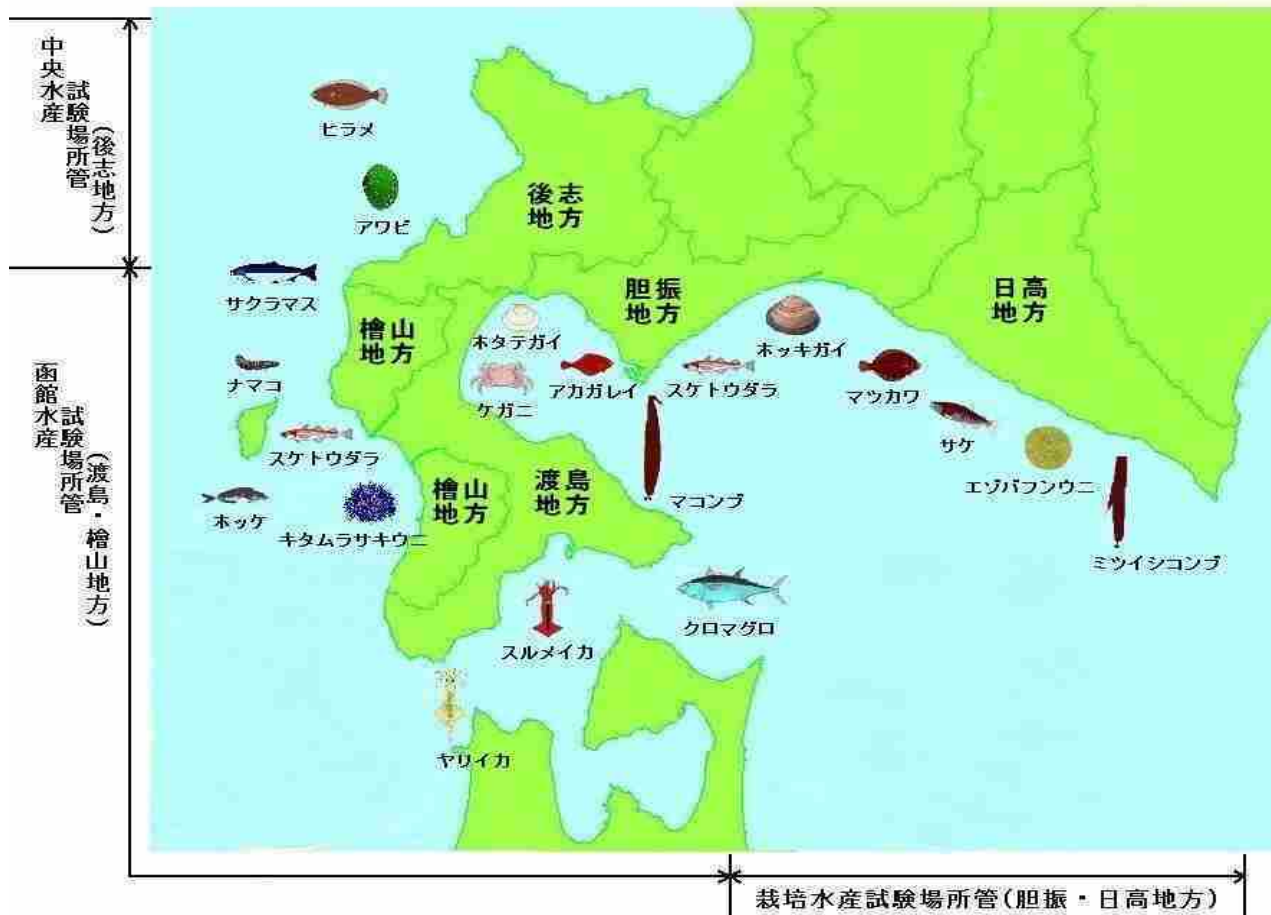 中央水産
試験場所管
(後志地方)
函館水産
試験場所管
(渡島・檜山地方)
ヒラメ
アワビ
後志
地方
サクラマス
胆振
地方
日高
地方
檜山
地方
ホタテガイ
ホッキガイ
ナマコ
ケガニ
アカガレイ
スケトウダラ
マツカワ
サケ
スケトウダラ
エゾバフンウニ
ホッケ
キタムラサキウニ
檜山
地方
渡島
地方
マコンブ
ミツイシコンブ
スルメイカ
クロマグロ
ヤリイカ
栽培水産試験場所管(胆振・日高地方)